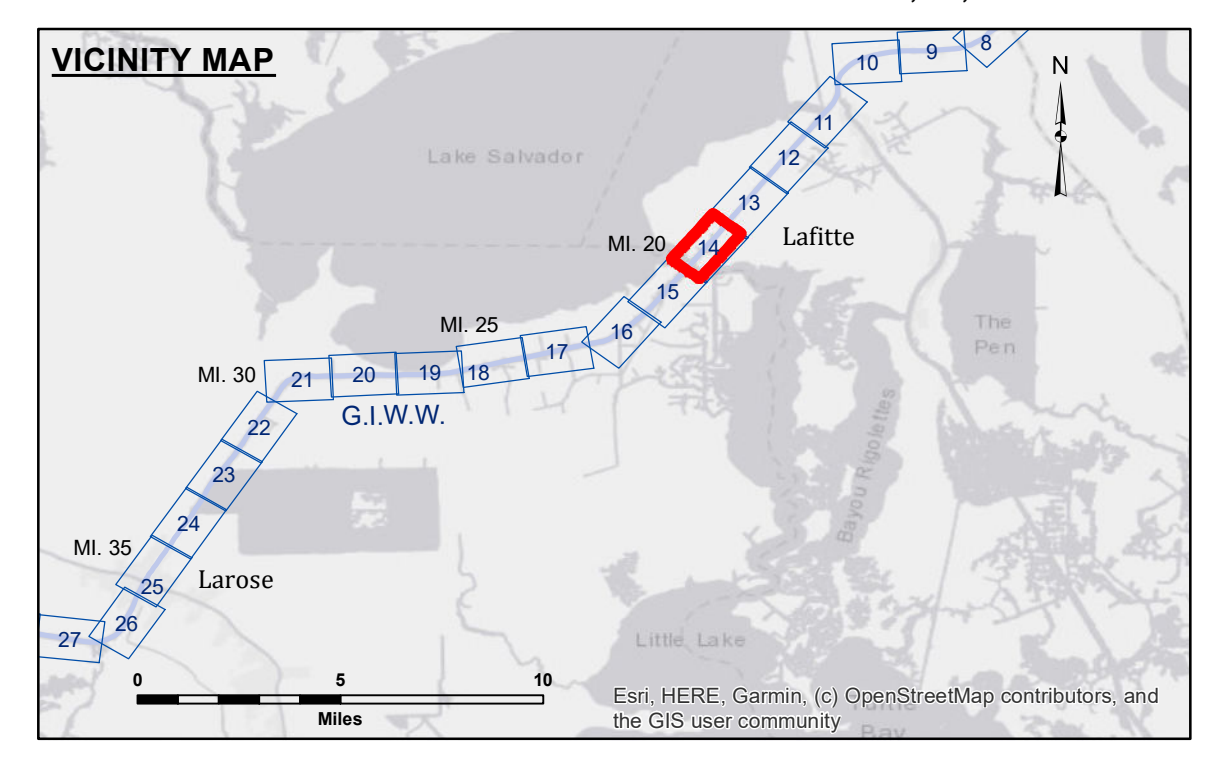 VICINITY MAP
8
9
10
N
11
Lake Salvador
12
13
Lafitte
MI. 20
14
15
The
Pen
MI. 25
16
17
MI. 30
21
20
19
18
G.I.W.W.
22
Bayou Rigolettes
23
24
MI. 35
25
Larose
26
27
Little Lake
0 5 10
Miles
Esri, HERE, Garmin, (c) OpenStreetMap contributors, and
the GIS user community
Bay